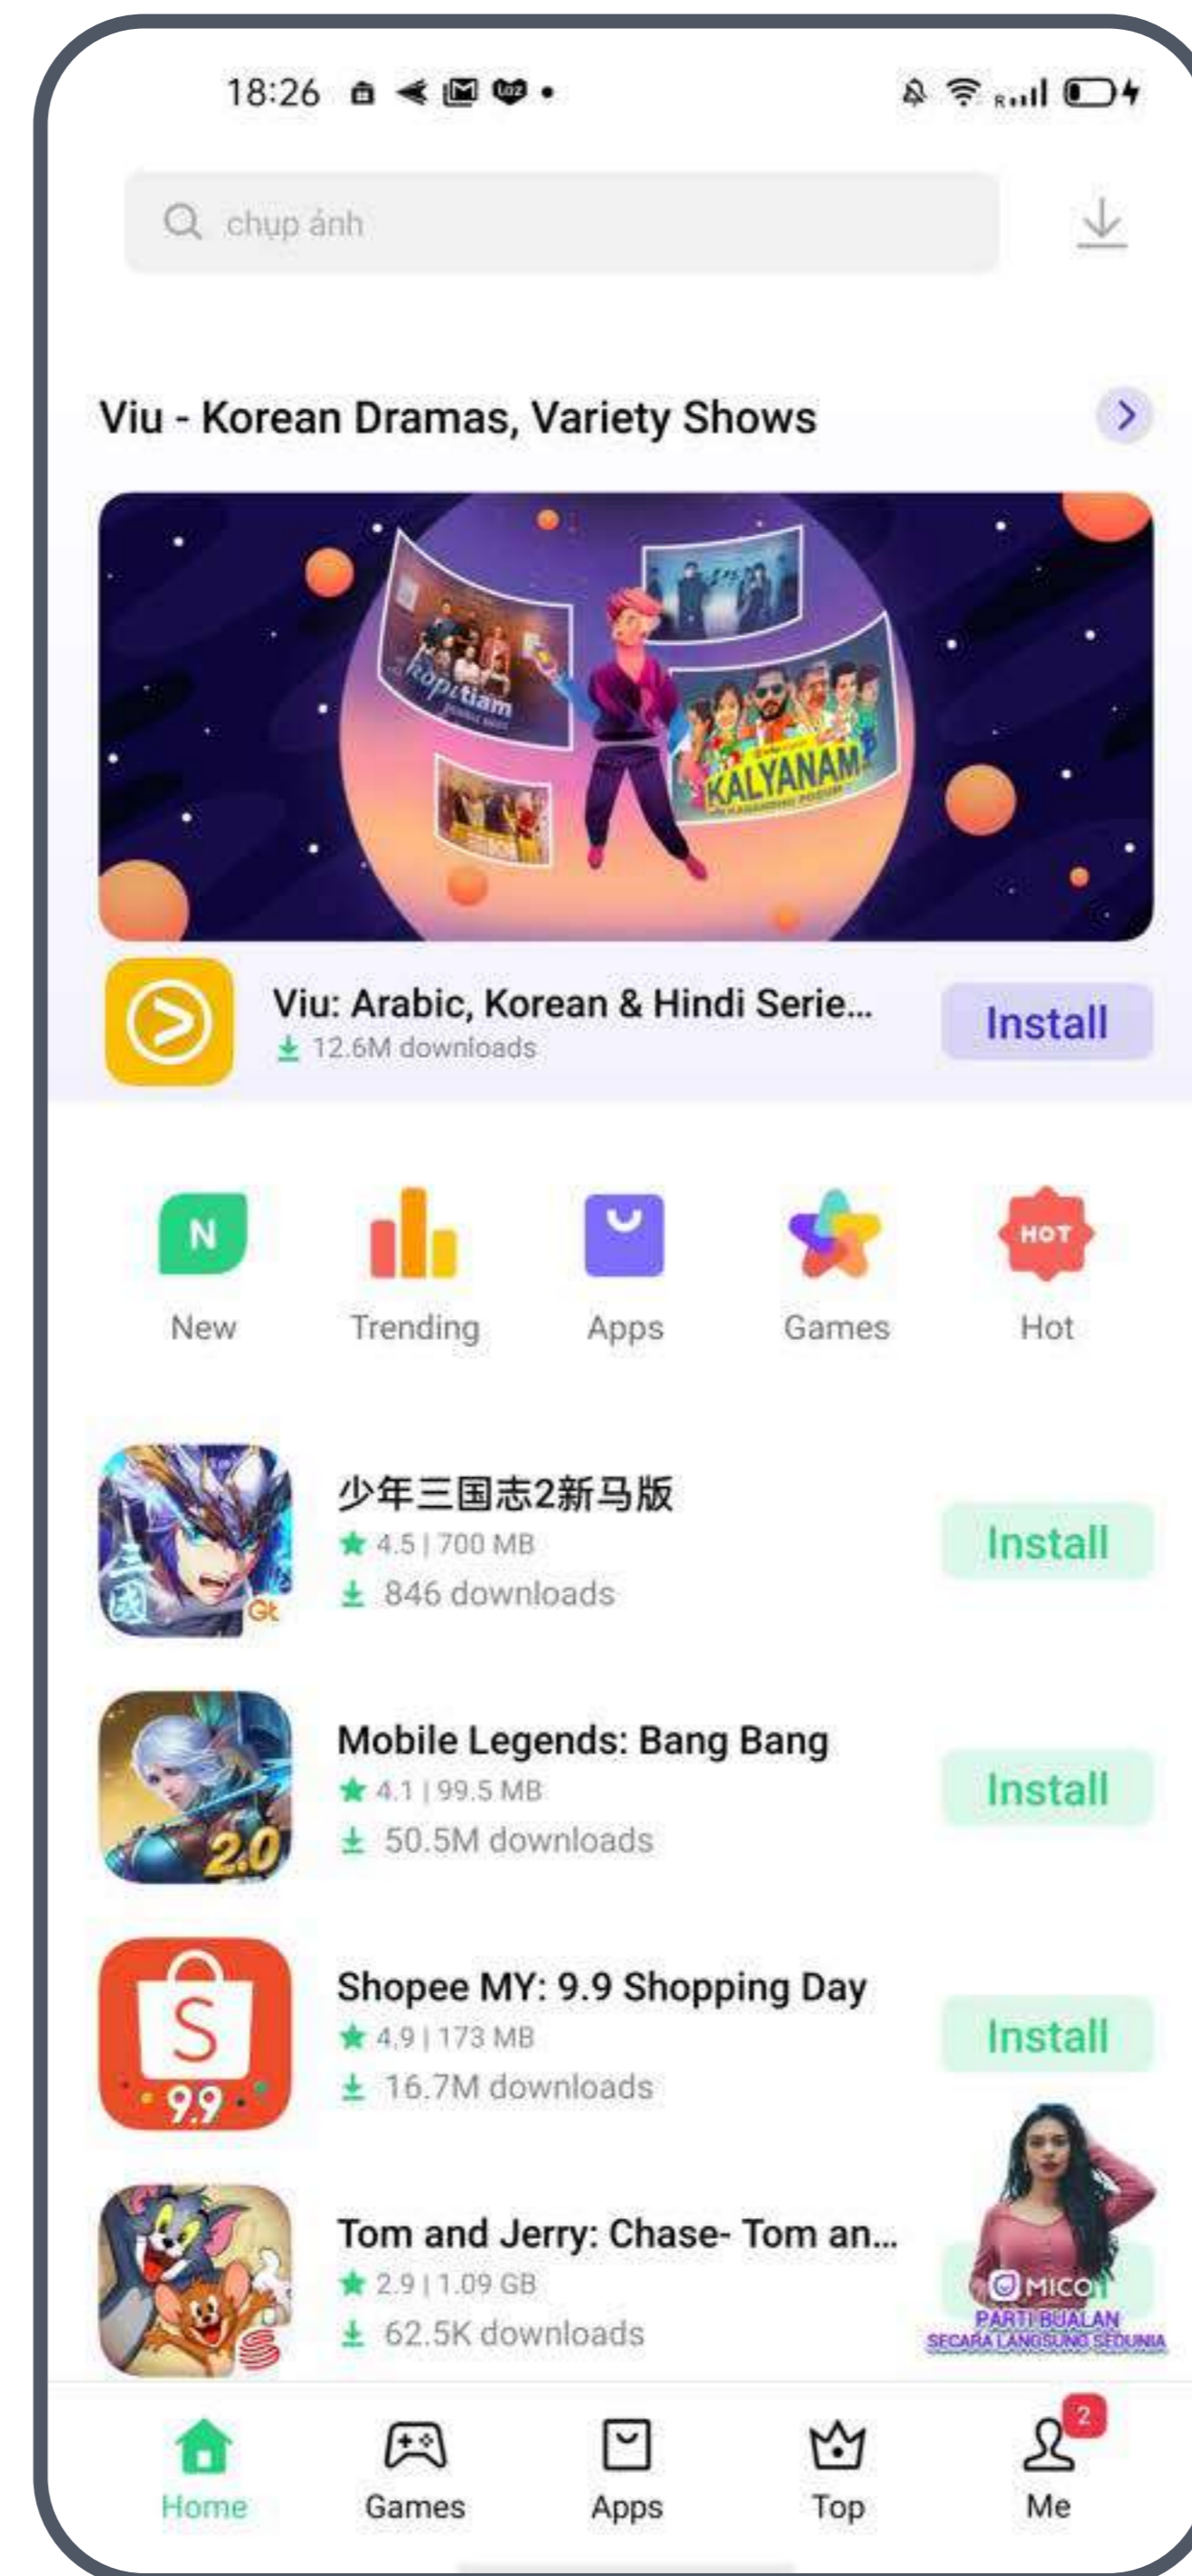 18:26
Laz
R
chụp ảnh
Viu - Korean Dramas, Variety Shows
kopitiam
KALYANAM
Viu: Arabic, Korean & Hindi Serie...
12.6M downloads
Install
N
HOT
New
Trending
Apps
Games
Hot
少年三国志2新马版
4.5 | 700 MB
846 downloads
Install
三國
Gt
Mobile Legends: Bang Bang
4.1 | 99.5 MB
50.5M downloads
Install
2.0
Shopee MY: 9.9 Shopping Day
4.9 | 173 MB
16.7M downloads
Install
S
9.9
Tom and Jerry: Chase- Tom an...
2.9 | 1.09 GB
62.5K downloads
MICO
PARTI BUALAN
SECARA LANGSUNG SEDUNIA
2
Home
Games
Apps
Top
Me